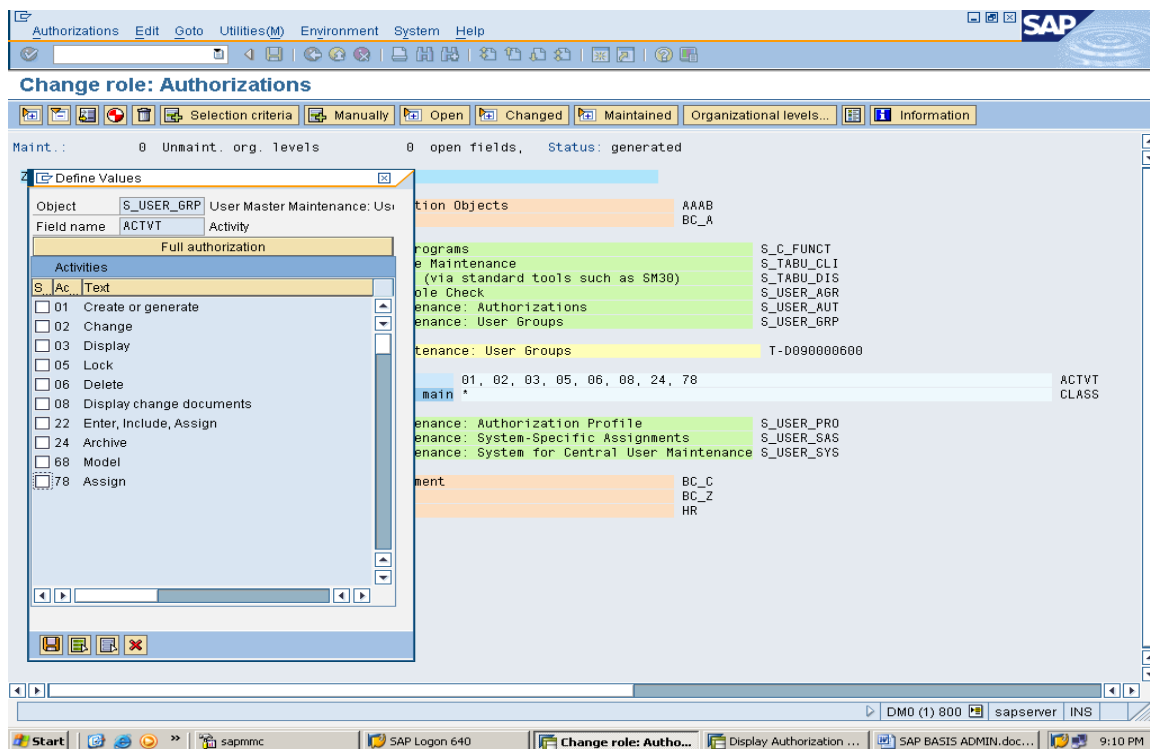 Authorizations Edit Goto Utilities(M) Environment System Help
SAP
Change role: Authorizations
Selection criteria Manually Open Changed Maintained Organizational levels... Information
Maint.: 0 Unmaint. org. levels 0 open fields, Status: generated
Z
Define Values
Object S_USER_GRP User Master Maintenance: Us
Field name ACTVT Activity
Full authorization
Activities
S... Ac... Text
01 Create or generate
02 Change
03 Display
05 Lock
06 Delete
08 Display change documents
22 Enter, Include, Assign
24 Archive
68 Model
78 Assign
tion Objects AAAB
BC_A
rograms S_C_FUNCT
e Maintenance S_TABU_CLI
(via standard tools such as SM30) S_TABU_DIS
ole Check S_USER_AGR
enance: Authorizations S_USER_AUT
enance: User Groups S_USER_GRP
tenance: User Groups T-D090000600
01, 02, 03, 05, 06, 08, 24, 78 ACTVT
main * CLASS
enance: Authorization Profile S_USER_PRO
enance: System-Specific Assignments S_USER_SAS
enance: System for Central User Maintenance S_USER_SYS
ment BC_C
BC_Z
HR
DM0 (1) 800 sapserver INS
Start » sapmmc SAP Logon 640 Change role: Autho... Display Authorization ... SAP BASIS ADMIN.doc... 9:10 PM